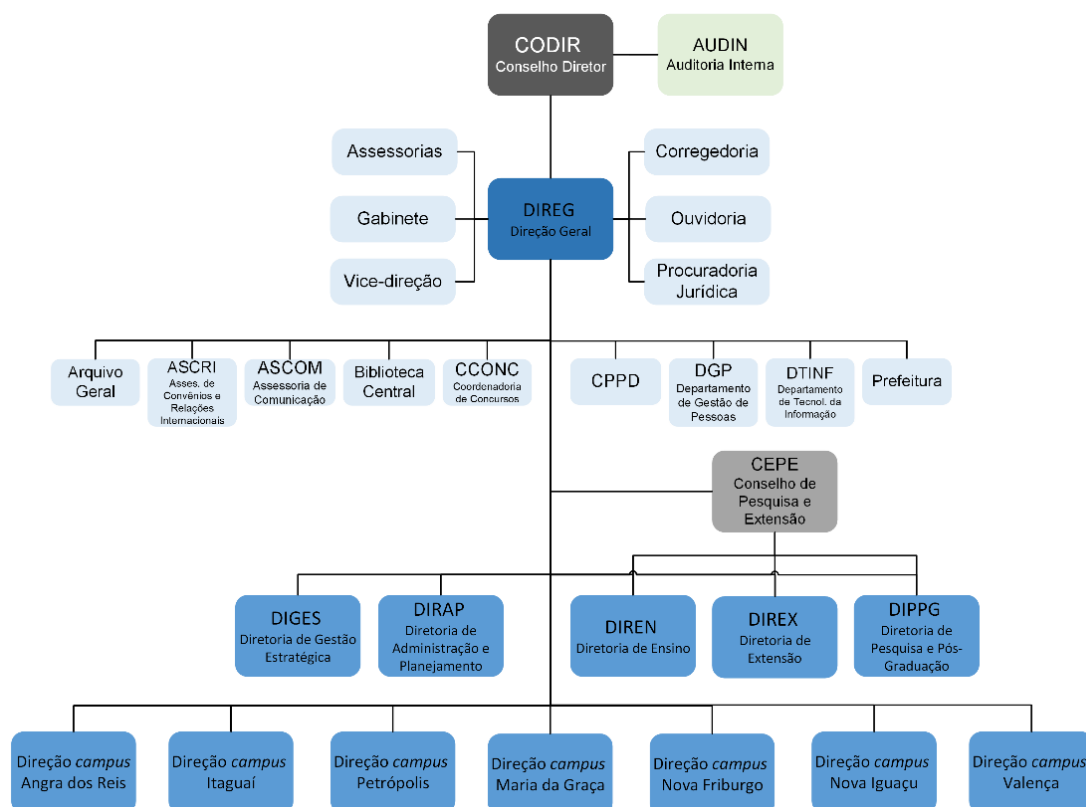 CODIR
Conselho Diretor
AUDIN
Auditoria Interna
Assessorias
Corregedoria
Gabinete
DIREG
Direção Geral
Ouvidoria
Vice-direção
Procuradoria
Jurídica
Arquivo
Geral
ASCRI
Asses. de
Convênios e
Relações
Internacionais
ASCOM
Assessoria de
Comunicação
Biblioteca
Central
CCONC
Coordonadoria
de Concursos
CPPD
DGP
Departamento
de Gestão de
Pessoas
DTINF
Departamento
de Tecnol. da
Informação
Prefeitura
CEPE
Conselho de
Pesquisa e
Extensão
DIGES
Diretoria de Gestão
Estratégica
DIRAP
Diretoria de
Administração e
Planejamento
DIREN
Diretoria de Ensino
DIREX
Diretoria de
Extensão
DIPPG
Diretoria de
Pesquisa e Pós-
Graduação
Direção campus
Angra dos Reis
Direção campus
Itaguaí
Direção campus
Petrópolis
Direção campus
Maria da Graça
Direção campus
Nova Friburgo
Direção campus
Nova Iguaçu
Direção campus
Valença